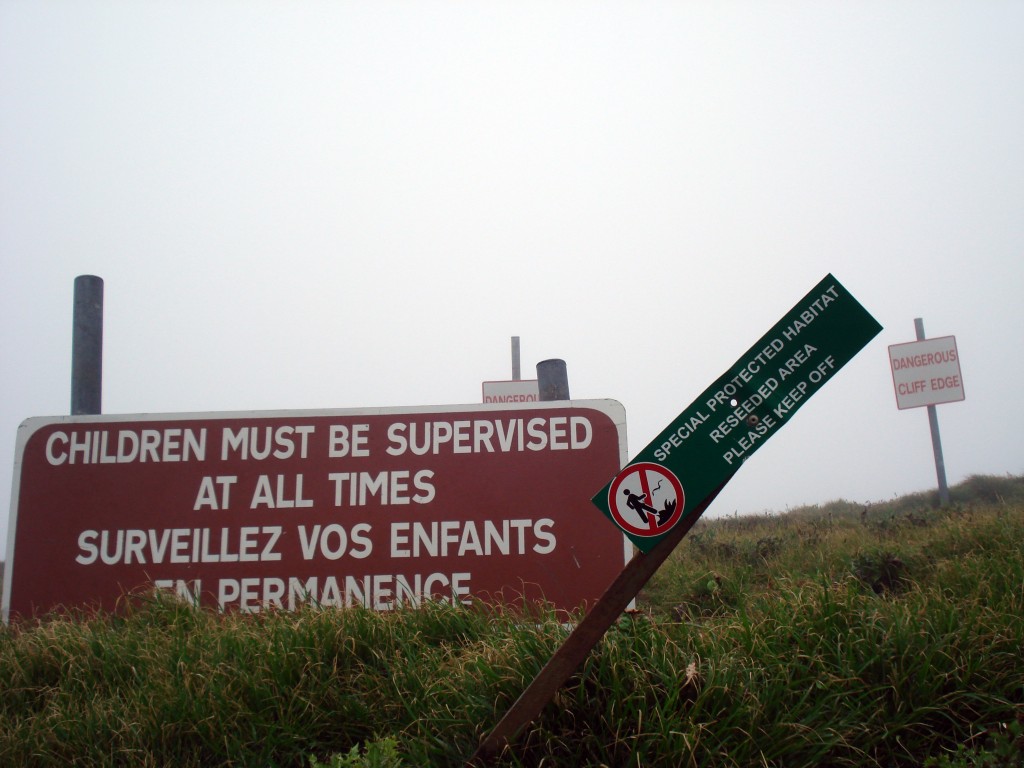 CHILDREN MUST BE SUPERVISED
AT ALL TIMES
SURVEILLEZ VOS ENFANTS
EN PERMANENCE
DANGEROU
SPECIAL PROTECTED HABITAT
RESEEDED AREA
PLEASE KEEP OFF
DANGEROUS
CLIFF EDGE